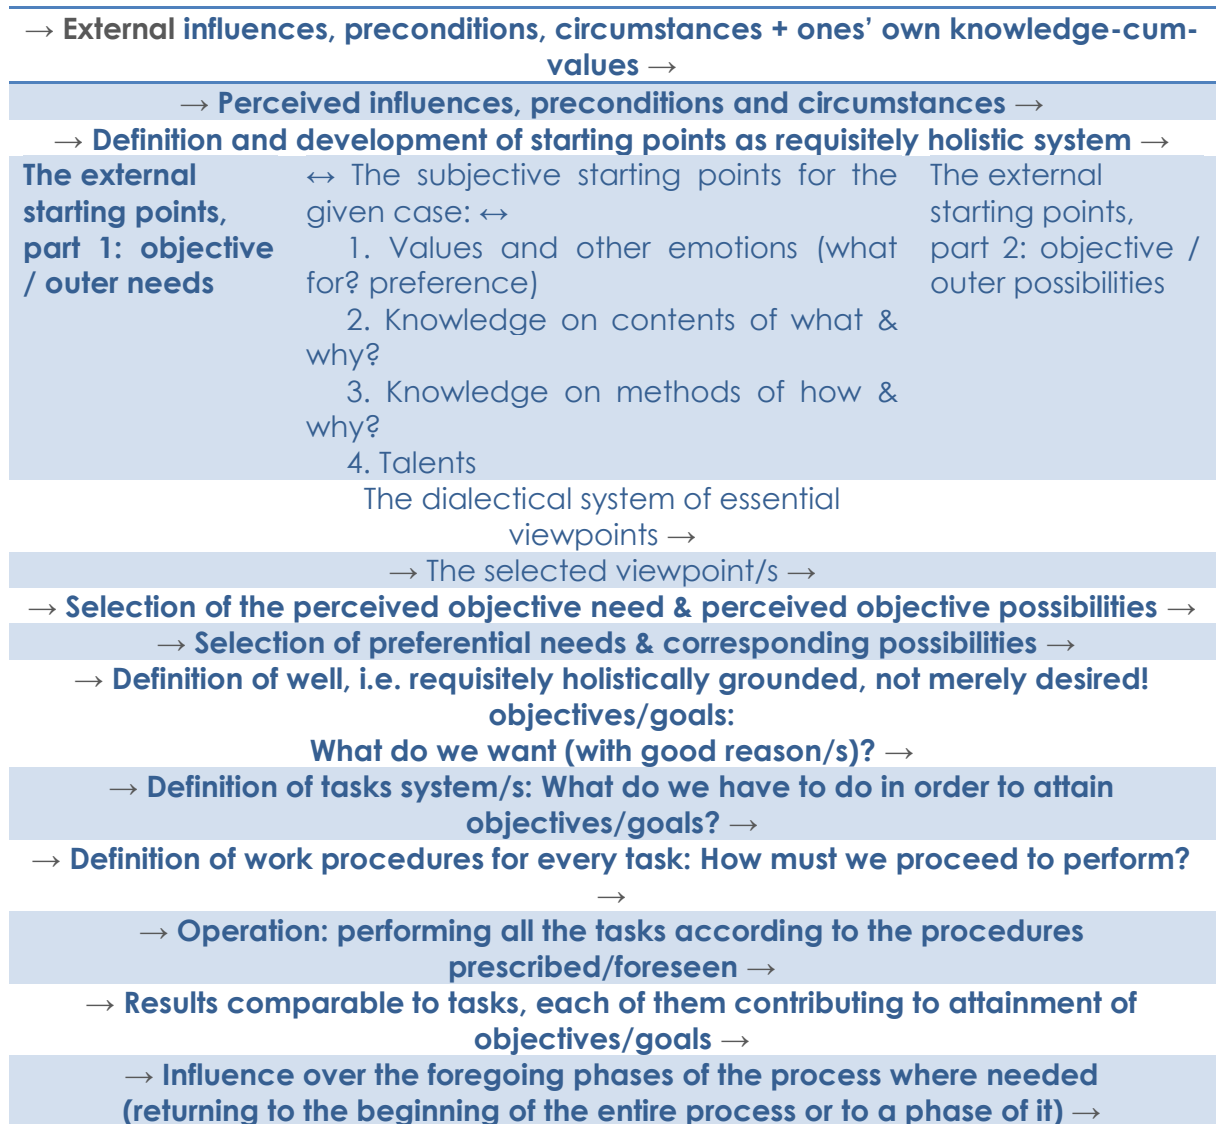 → External influences, preconditions, circumstances + ones’ own knowledge-cum-
values →
→ Perceived influences, preconditions and circumstances →
→ Definition and development of starting points as requisitely holistic system →
The external
starting points,
part 1: objective
/ outer needs
↔ The subjective starting points for the
given case: ↔
1. Values and other emotions (what
for? preference)
2. Knowledge on contents of what &
why?
3. Knowledge on methods of how &
why?
4. Talents
The external
starting points,
part 2: objective /
outer possibilities
The dialectical system of essential
viewpoints →
→ The selected viewpoint/s →
→ Selection of the perceived objective need & perceived objective possibilities →
→ Selection of preferential needs & corresponding possibilities →
→ Definition of well, i.e. requisitely holistically grounded, not merely desired!
objectives/goals:
What do we want (with good reason/s)? →
→ Definition of tasks system/s: What do we have to do in order to attain
objectives/goals? →
→ Definition of work procedures for every task: How must we proceed to perform?
→
→ Operation: performing all the tasks according to the procedures
prescribed/foreseen →
→ Results comparable to tasks, each of them contributing to attainment of
objectives/goals →
→ Influence over the foregoing phases of the process where needed
(returning to the beginning of the entire process or to a phase of it) →